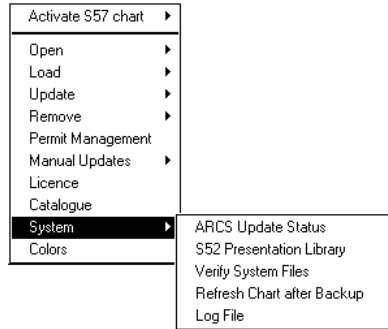 Activate S57 chart
Open
Load
Update
Remove
Permit Management
Manual Updates
Licence
Catalogue
System
Colors
ARCS Update Status
S52 Presentation Library
Verify System Files
Refresh Chart after Backup
Log File